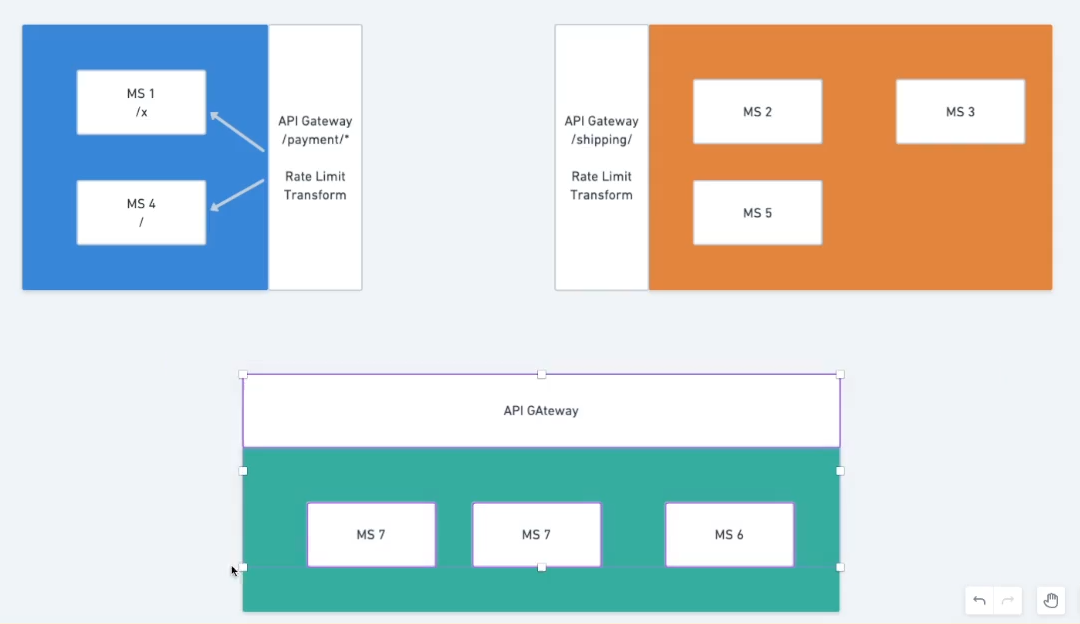 MS 1
/x
MS 4
/
API Gateway
/payment/*
Rate Limit
Transform
API Gateway
/shipping/
Rate Limit
Transform
MS 2
MS 3
MS 5
API GAteway
MS 7
MS 7
MS 6